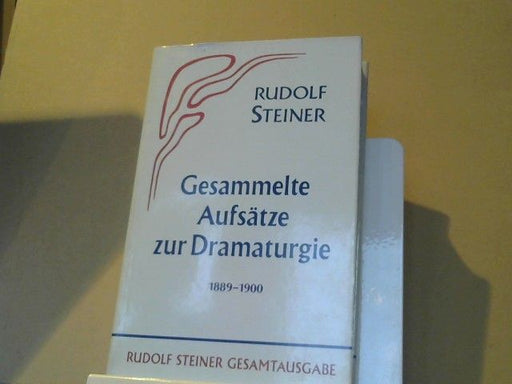 RUDOLF
STEINER
Gesammelte
Aufsätze
zur Dramaturgie
1889-1900
RUDOLF STEINER GESAMTAUSGABE